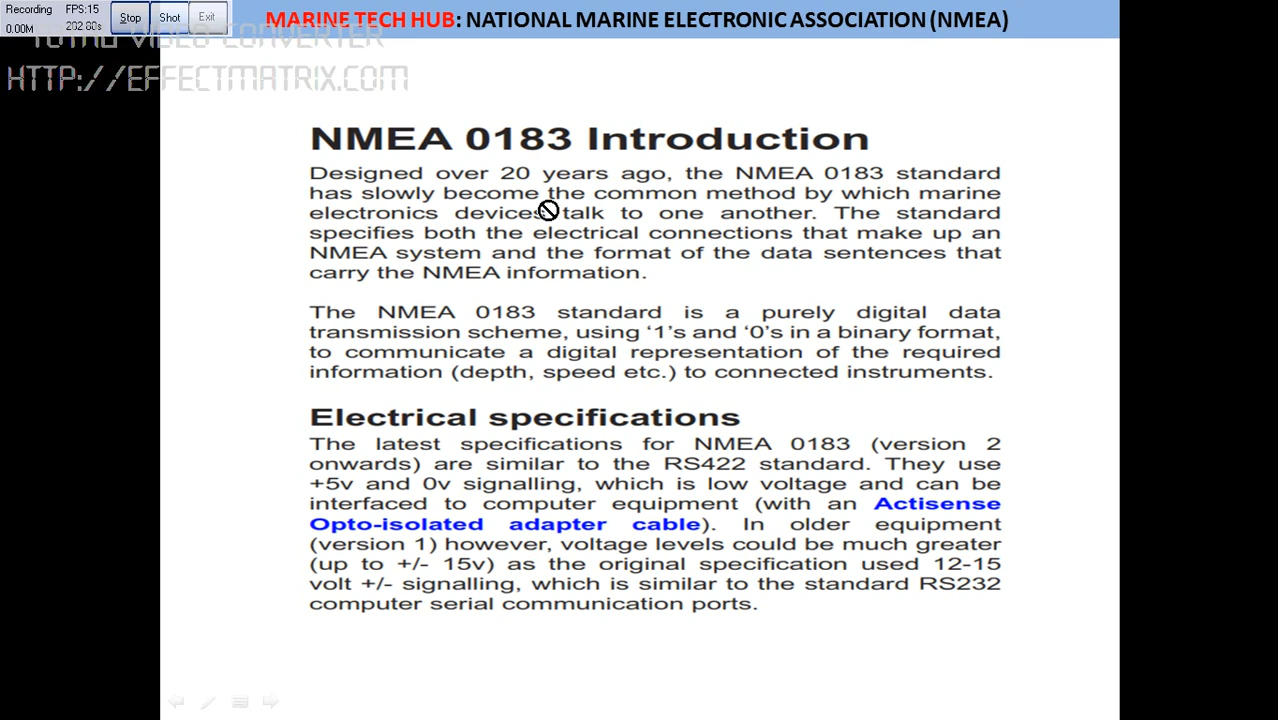 Recording FPS:15 Stop Shot Exit
0.00M 202.80s
MARINE TECH HUB: NATIONAL MARINE ELECTRONIC ASSOCIATION (NMEA)
TOTAL VIDEO CONVERTER
HTTP://EFFECTMATRIX.COM
NMEA 0183 Introduction
Designed over 20 years ago, the NMEA 0183 standard
has slowly become the common method by which marine
electronics devices talk to one another. The standard
specifies both the electrical connections that make up an
NMEA system and the format of the data sentences that
carry the NMEA information.
The NMEA 0183 standard is a purely digital data
transmission scheme, using ‘1’s and ‘0’s in a binary format,
to communicate a digital representation of the required
information (depth, speed etc.) to connected instruments.
Electrical specifications
The latest specifications for NMEA 0183 (version 2
onwards) are similar to the RS422 standard. They use
+5v and 0v signalling, which is low voltage and can be
interfaced to computer equipment (with an Actisense
Opto-isolated adapter cable). In older equipment
(version 1) however, voltage levels could be much greater
(up to +/- 15v) as the original specification used 12-15
volt +/- signalling, which is similar to the standard RS232
computer serial communication ports.